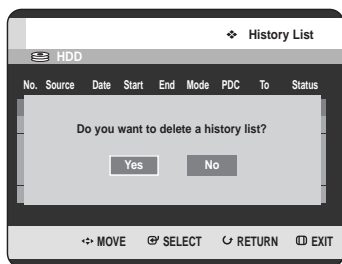 History List
HDD
No. Source Date Start End Mode PDC To Status
Do you want to delete a history list?
Yes No
MOVE SELECT RETURN EXIT